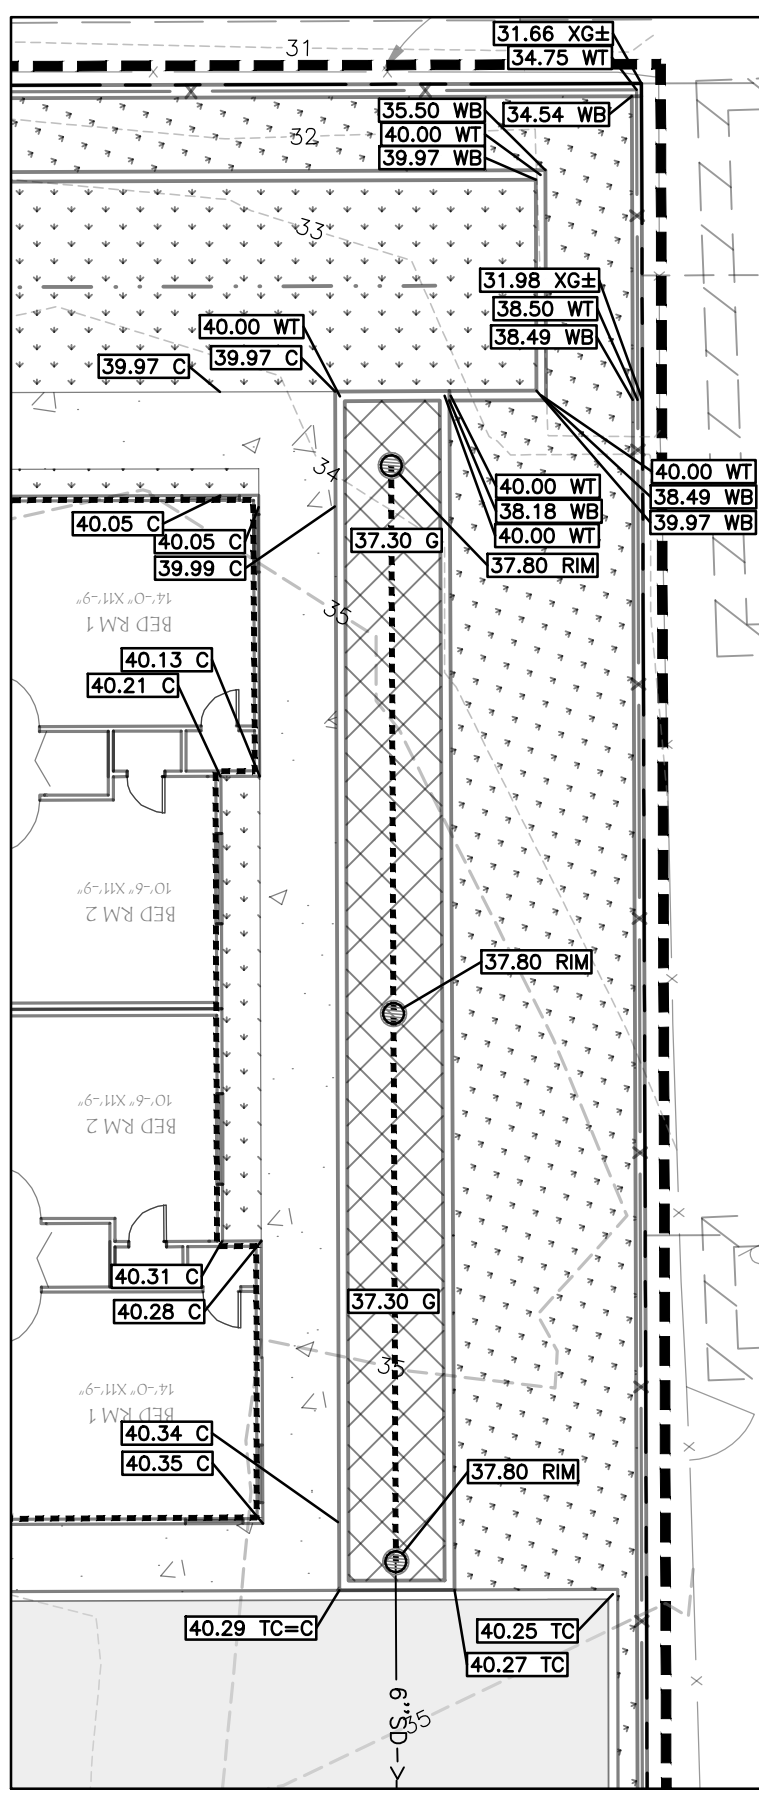 31
31.66 XG±
34.75 WT
35.50 WB
34.54 WB
40.00 WT
39.97 WB
32
33
31.98 XG±
38.50 WT
38.49 WB
40.00 WT
39.97 C
39.97 C
34
40.00 WT
38.49 WB
39.97 WB
40.00 WT
38.18 WB
40.00 WT
40.05 C
40.05 C
39.99 C
37.30 G
37.80 RIM
BED RM 1
14'-0" X11'-9"
35
40.13 C
40.21 C
BED RM 2
10'-6" X11'-9"
37.80 RIM
BED RM 2
10'-6" X11'-9"
40.31 C
40.28 C
37.30 G
35
BED RM 1
14'-0" X11'-9"
40.34 C
40.35 C
37.80 RIM
40.29 TC=C
40.25 TC
40.27 TC
6"SD
35